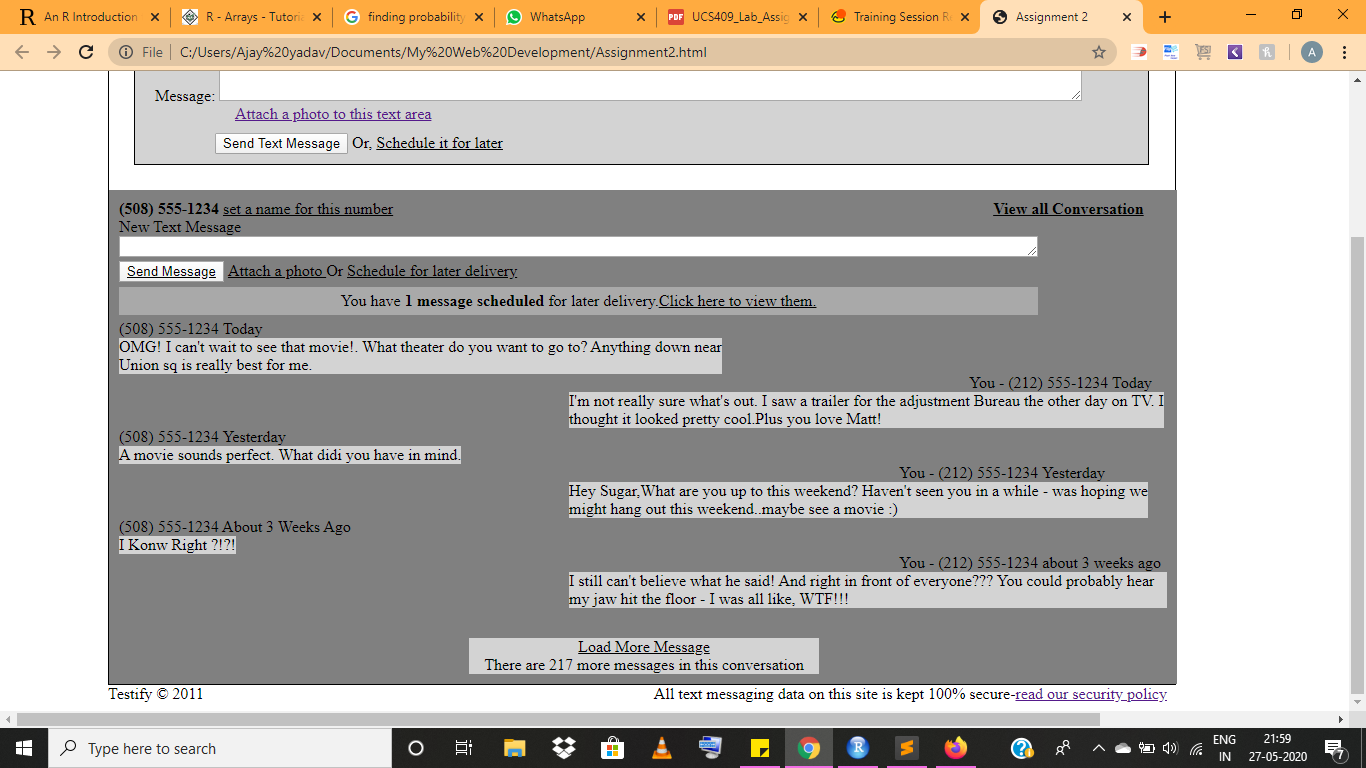 An R Introduction
R - Arrays - Tutoria
finding probability
WhatsApp
PDF
UCS409_Lab_Assig
Training Session Re
Assignment 2
File
C:/Users/Ajay%20yadav/Documents/My%20Web%20Development/Assignment2.html
A
Message:
Attach a photo to this text area
Send Text Message Or, Schedule it for later
(508) 555-1234 set a name for this number
View all Conversation
New Text Message
Send Message Attach a photo Or Schedule for later delivery
You have 1 message scheduled for later delivery.Click here to view them.
(508) 555-1234 Today
OMG! I can't wait to see that movie!. What theater do you want to go to? Anything down near
Union sq is really best for me.
You - (212) 555-1234 Today
I'm not really sure what's out. I saw a trailer for the adjustment Bureau the other day on TV. I
thought it looked pretty cool.Plus you love Matt!
(508) 555-1234 Yesterday
A movie sounds perfect. What didi you have in mind.
You - (212) 555-1234 Yesterday
Hey Sugar,What are you up to this weekend? Haven't seen you in a while - was hoping we
might hang out this weekend..maybe see a movie :)
(508) 555-1234 About 3 Weeks Ago
I Konw Right ?!?!
You - (212) 555-1234 about 3 weeks ago
I still can't believe what he said! And right in front of everyone??? You could probably hear
my jaw hit the floor - I was all like, WTF!!!
Load More Message
There are 217 more messages in this conversation
Testify © 2011
All text messaging data on this site is kept 100% secure-read our security policy
Type here to search
ENG
IN
21:59
27-05-2020
7